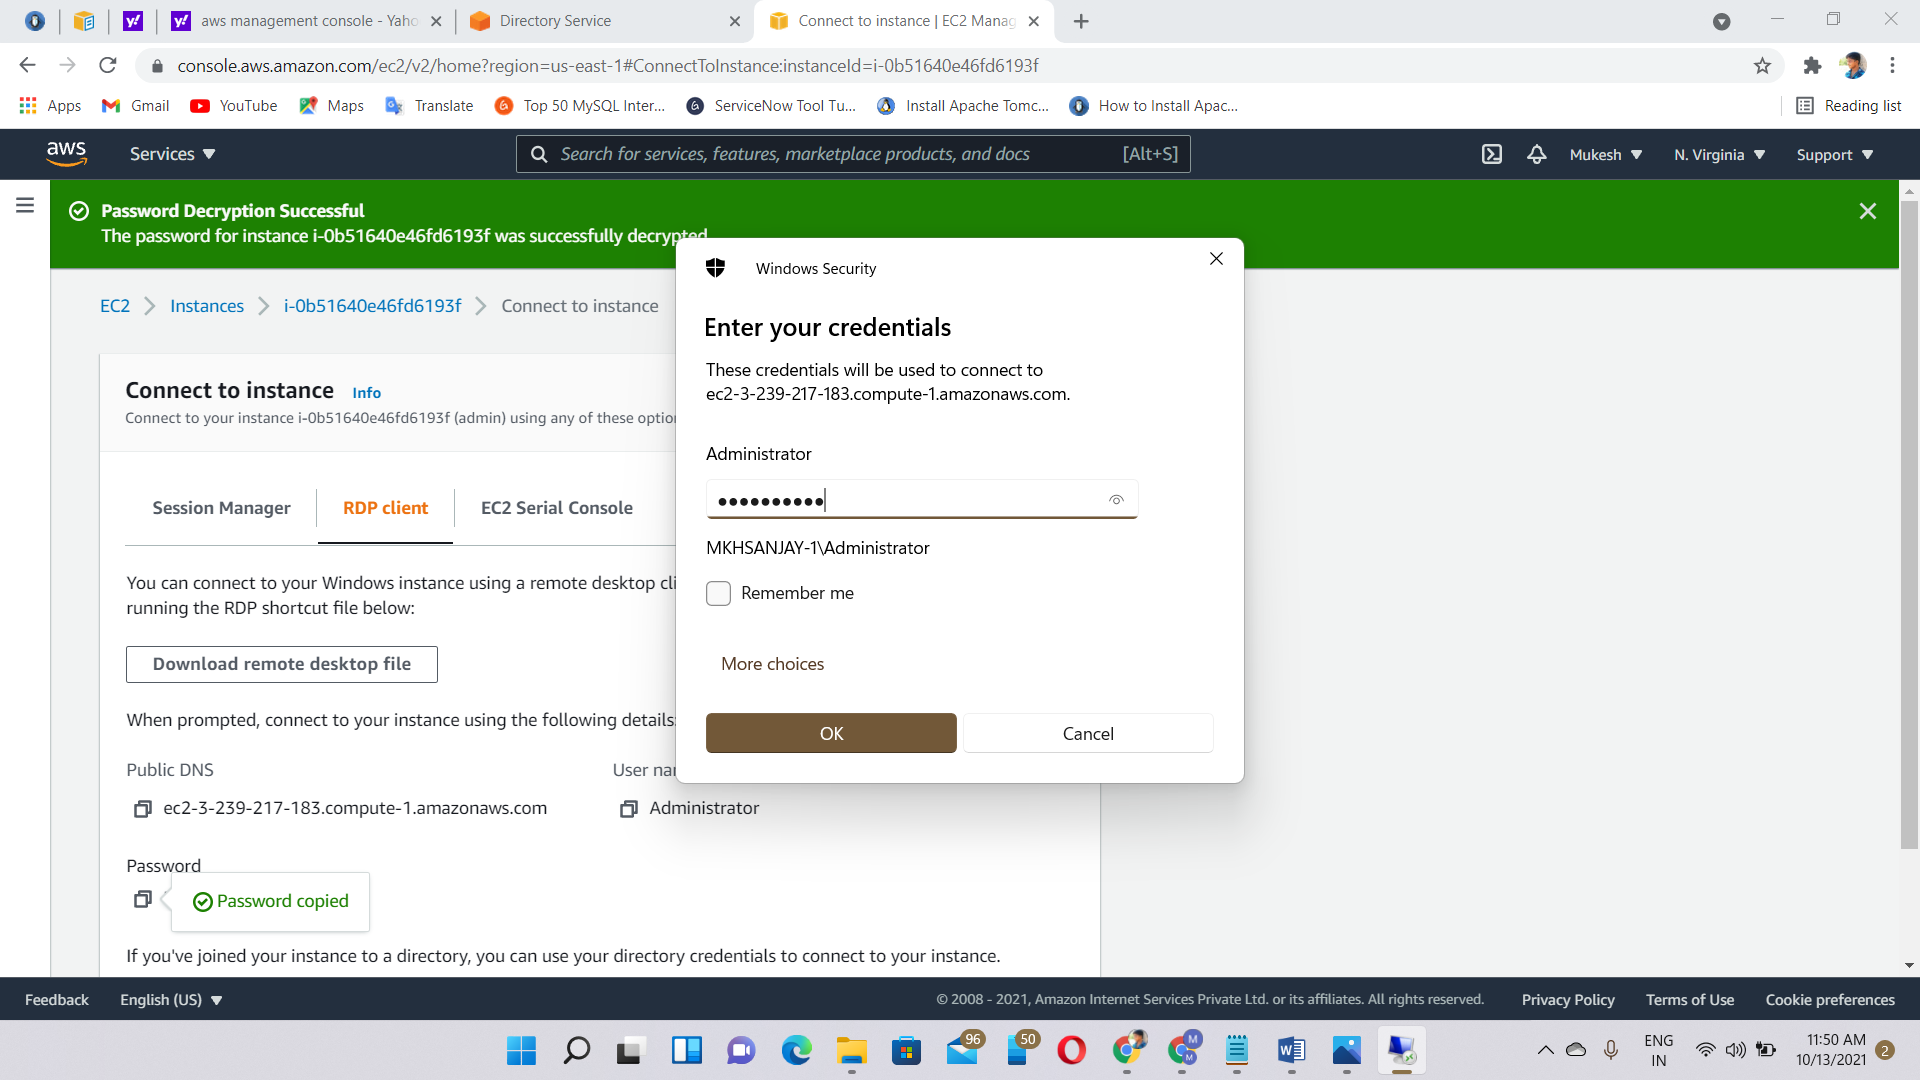 aws management console - Yaho
Directory Service
Connect to instance | EC2 Manag
console.aws.amazon.com/ec2/v2/home?region=us-east-1#ConnectToInstance:instanceId=i-0b51640e46fd6193f
Apps
Gmail
YouTube
Maps
Translate
Top 50 MySQL Inter...
ServiceNow Tool Tu...
Install Apache Tomc...
How to Install Apac...
Reading list
aws
Services
Search for services, features, marketplace products, and docs
[Alt+S]
Mukesh
N. Virginia
Support
Password Decryption Successful
The password for instance i-0b51640e46fd6193f was successfully decrypted
EC2
Instances
i-0b51640e46fd6193f
Connect to instance
Connect to instance
Info
Connect to your instance i-0b51640e46fd6193f (admin) using any of these optio
Session Manager
RDP client
EC2 Serial Console
You can connect to your Windows instance using a remote desktop cli
running the RDP shortcut file below:
Download remote desktop file
When prompted, connect to your instance using the following details:
Public DNS
User na
ec2-3-239-217-183.compute-1.amazonaws.com
Administrator
Password
Password copied
If you've joined your instance to a directory, you can use your directory credentials to connect to your instance.
Windows Security
Enter your credentials
These credentials will be used to connect to
ec2-3-239-217-183.compute-1.amazonaws.com.
Administrator
●●●●●●●●●●
MKHSANJAY-1\Administrator
Remember me
More choices
OK
Cancel
Feedback
English (US)
© 2008 - 2021, Amazon Internet Services Private Ltd. or its affiliates. All rights reserved.
Privacy Policy
Terms of Use
Cookie preferences
96
50
M
M
ENG
IN
11:50 AM
10/13/2021
2